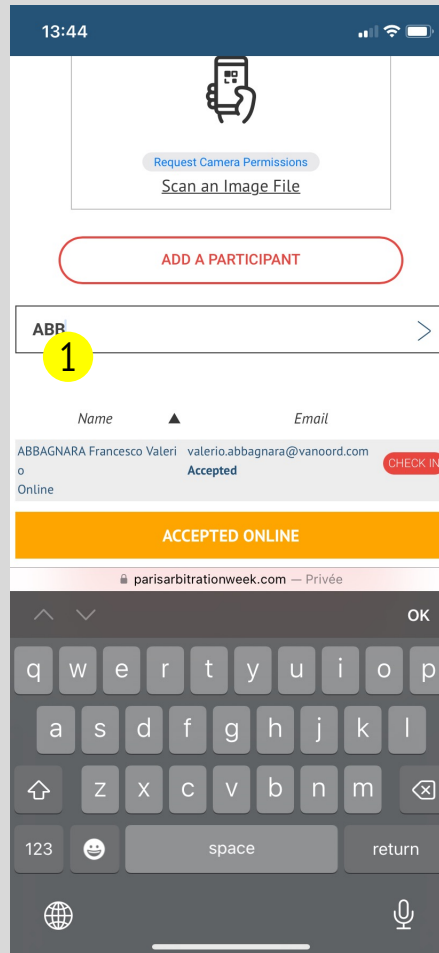 13:44
Request Camera Permissions
Scan an Image File
ADD A PARTICIPANT
ABB
1
Name ▲ Email
ABBAGNARA Francesco Valeri valerio.abbagnara@vanoord.com
o Accepted CHECK IN
Online
ACCEPTED ONLINE
parisarbitrationweek.com — Privée
OK
q w e r t y u i o p
a s d f g h j k l
z x c v b n m
123 space return